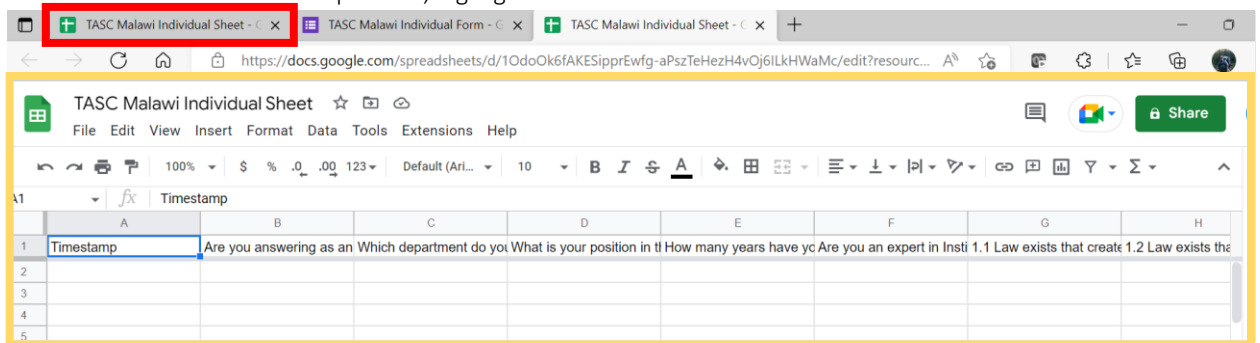 TASC Malawi Individual Sheet - G
TASC Malawi Individual Form - G
TASC Malawi Individual Sheet - G
https://docs.google.com/spreadsheets/d/1OdoOk6fAKESipprEwfg-aPszTeHezH4vOj6ILkHWaMc/edit?resourc...
TASC Malawi Individual Sheet
File Edit View Insert Format Data Tools Extensions Help
Share
100% $ % .0 .00 123 Default (Ari... 10 B I S A
A1 fx Timestamp
A B C D E F G H
1 Timestamp Are you answering as an Which department do you What is your position in th How many years have yo Are you an expert in Insti 1.1 Law exists that create 1.2 Law exists tha
2
3
4
5